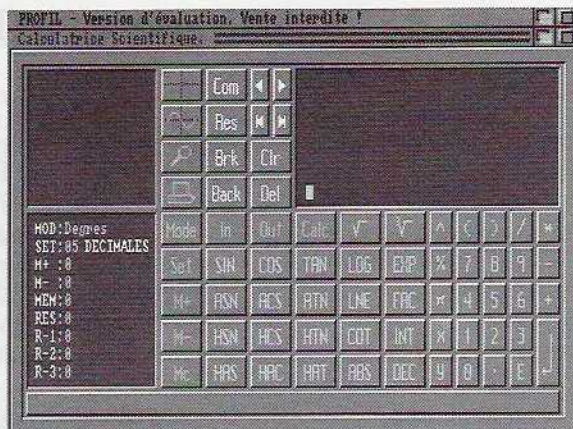 PROFIL - Version d'évaluation. Vente interdite !
Calculatrice Scientifique.
Com
Res
Brk Clr
Back Del
MOD:Degres
SET:05 DECIMALES
M+ :0
M- :0
MEM:0
RES:0
R-1:0
R-2:0
R-3:0
Mode In Out Calc √ ∛ ^ ( ) / *
Set SIN COS TAN LOG EXP % 7 8 9 -
M+ ASN ACS ATN LNE FAC π 4 5 6 +
M- HSN HCS HTN COT INT X 1 2 3
Mc HAS HAC HAT ABS DEC Y 0 . E